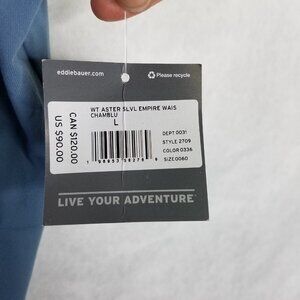 eddiebauer.com
Please recycle
WT ASTER SLVL EMPIRE WAIS
CHAMBLU
L
CAN $120.00
US $90.00
DEPT 0031
STYLE 2709
COLOR 0336
SIZE 0060
LIVE YOUR ADVENTURE